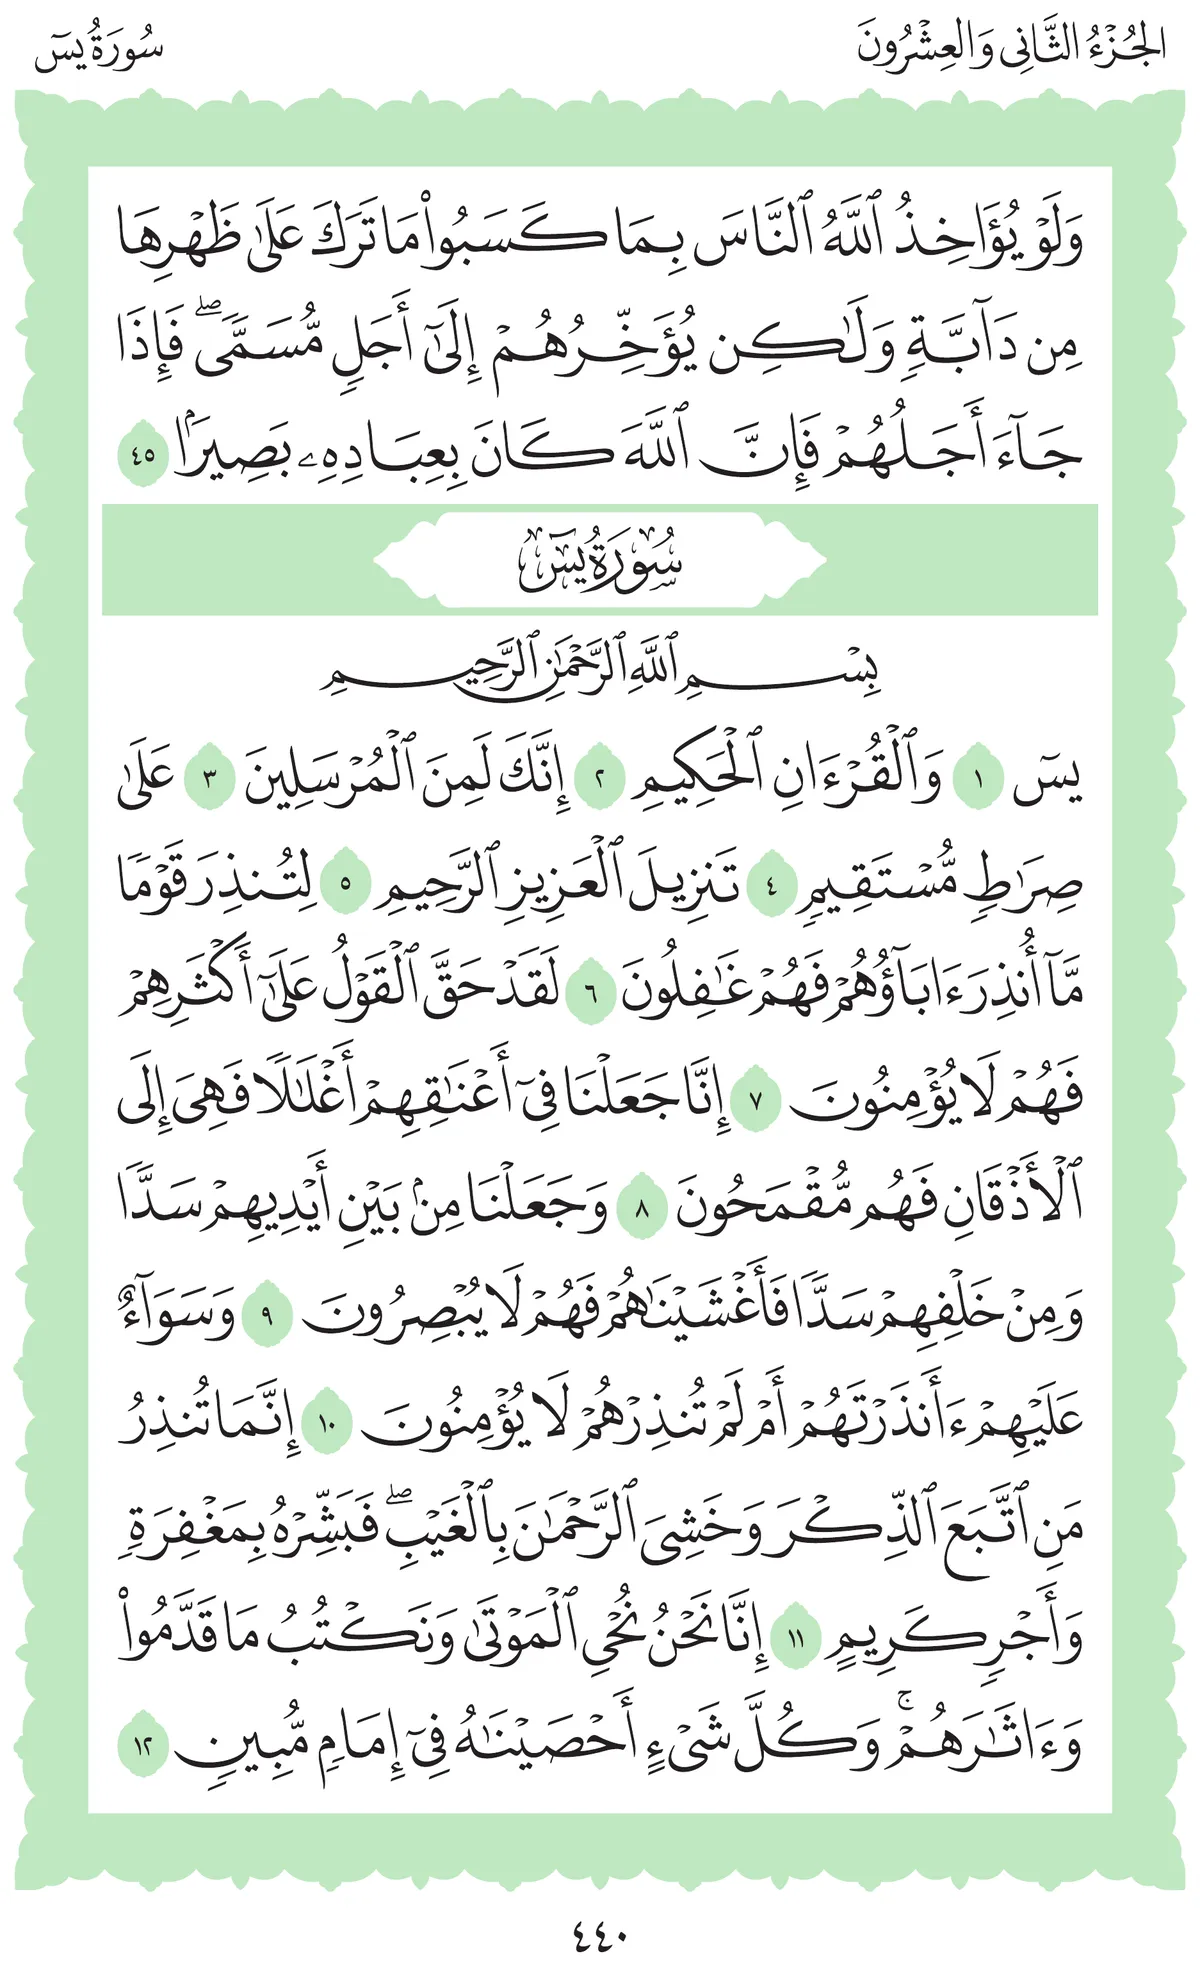 الجُزْءُ الثَّانِي وَالعِشْرُونَ
سُورَةُ يسٓ
وَلَوۡ يُؤَاخِذُ ٱللَّهُ ٱلنَّاسَ بِمَا كَسَبُواْ مَا تَرَكَ عَلَىٰ ظَهۡرِهَا
مِن دَآبَّةٖ وَلَٰكِن يُؤَخِّرُهُمۡ إِلَىٰٓ أَجَلٖ مُّسَمّٗىۖ فَإِذَا
جَآءَ أَجَلُهُمۡ فَإِنَّ ٱللَّهَ كَانَ بِعِبَادِهِۦ بَصِيرَۢا ٤٥
سُورَةُ يسٓ
بِسۡمِ ٱللَّهِ ٱلرَّحۡمَٰنِ ٱلرَّحِيمِ
يسٓ ١ وَٱلۡقُرۡءَانِ ٱلۡحَكِيمِ ٢ إِنَّكَ لَمِنَ ٱلۡمُرۡسَلِينَ ٣ عَلَىٰ
صِرَٰطٖ مُّسۡتَقِيمٖ ٤ تَنزِيلَ ٱلۡعَزِيزِ ٱلرَّحِيمِ ٥ لِتُنذِرَ قَوۡمٗا
مَّآ أُنذِرَ ءَابَآؤُهُمۡ فَهُمۡ غَٰفِلُونَ ٦ لَقَدۡ حَقَّ ٱلۡقَوۡلُ عَلَىٰٓ أَكۡثَرِهِمۡ
فَهُمۡ لَا يُؤۡمِنُونَ ٧ إِنَّا جَعَلۡنَا فِيٓ أَعۡنَٰقِهِمۡ أَغۡلَٰلٗا فَهِيَ إِلَى
ٱلۡأَذۡقَانِ فَهُم مُّقۡمَحُونَ ٨ وَجَعَلۡنَا مِنۢ بَيۡنِ أَيۡدِيهِمۡ سَدّٗا
وَمِنۡ خَلۡفِهِمۡ سَدّٗا فَأَغۡشَيۡنَٰهُمۡ فَهُمۡ لَا يُبۡصِرُونَ ٩ وَسَوَآءٌ
عَلَيۡهِمۡ ءَأَنذَرۡتَهُمۡ أَمۡ لَمۡ تُنذِرۡهُمۡ لَا يُؤۡمِنُونَ ١٠ إِنَّمَا تُنذِرُ
مَنِ ٱتَّبَعَ ٱلذِّكۡرَ وَخَشِيَ ٱلرَّحۡمَٰنَ بِٱلۡغَيۡبِۖ فَبَشِّرۡهُ بِمَغۡفِرَةٖ
وَأَجۡرٖ كَرِيمٍ ١١ إِنَّا نَحۡنُ نُحۡيِ ٱلۡمَوۡتَىٰ وَنَكۡتُبُ مَا قَدَّمُواْ
وَءَاثَٰرَهُمۡۚ وَكُلَّ شَيۡءٍ أَحۡصَيۡنَٰهُ فِيٓ إِمَامٖ مُّبِينٖ ١٢
٤٤٠